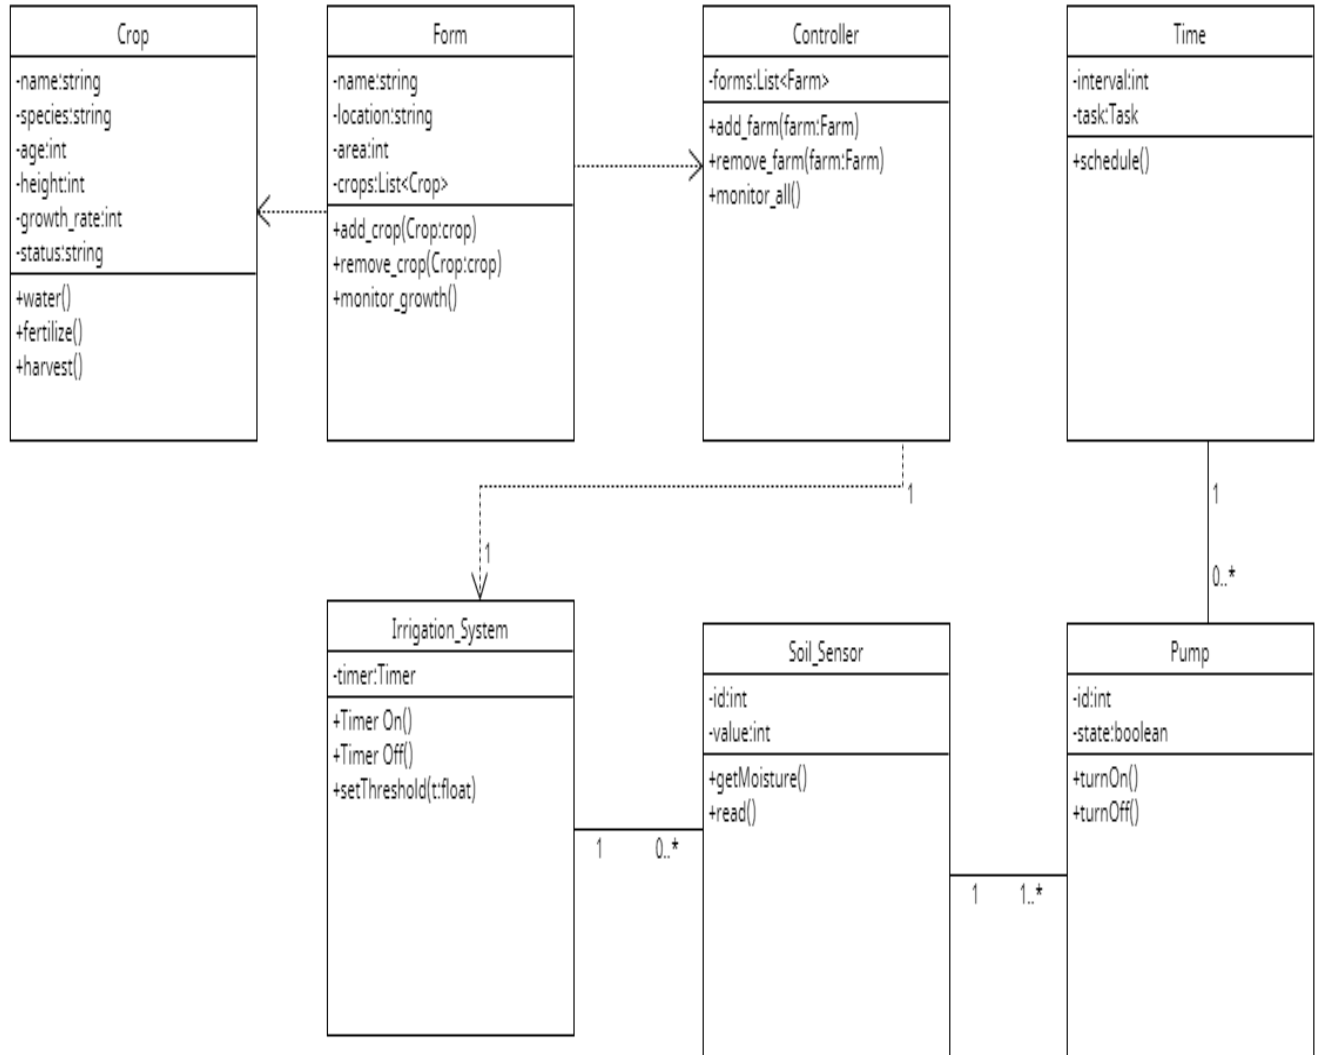 Crop
-name:string
-species:string
-age:int
-height:int
-growth_rate:int
-status:string
+water()
+fertilize()
+harvest()
Form
-name:string
-location:string
-area:int
-crops:List<Crop>
+add_crop(Crop:crop)
+remove_crop(Crop:crop)
+monitor_growth()
Controller
-forms:List<Farm>
+add_farm(farm:Farm)
+remove_farm(farm:Farm)
+monitor_all()
Time
-interval:int
-task:Task
+schedule()
1
1
1
0..*
Irrigation_System
-timer:Timer
+Timer On()
+Timer Off()
+setThreshold(t:float)
1 0..*
Soil_Sensor
-id:int
-value:int
+getMoisture()
+read()
1 1..*
Pump
-id:int
-state:boolean
+turnOn()
+turnOff()